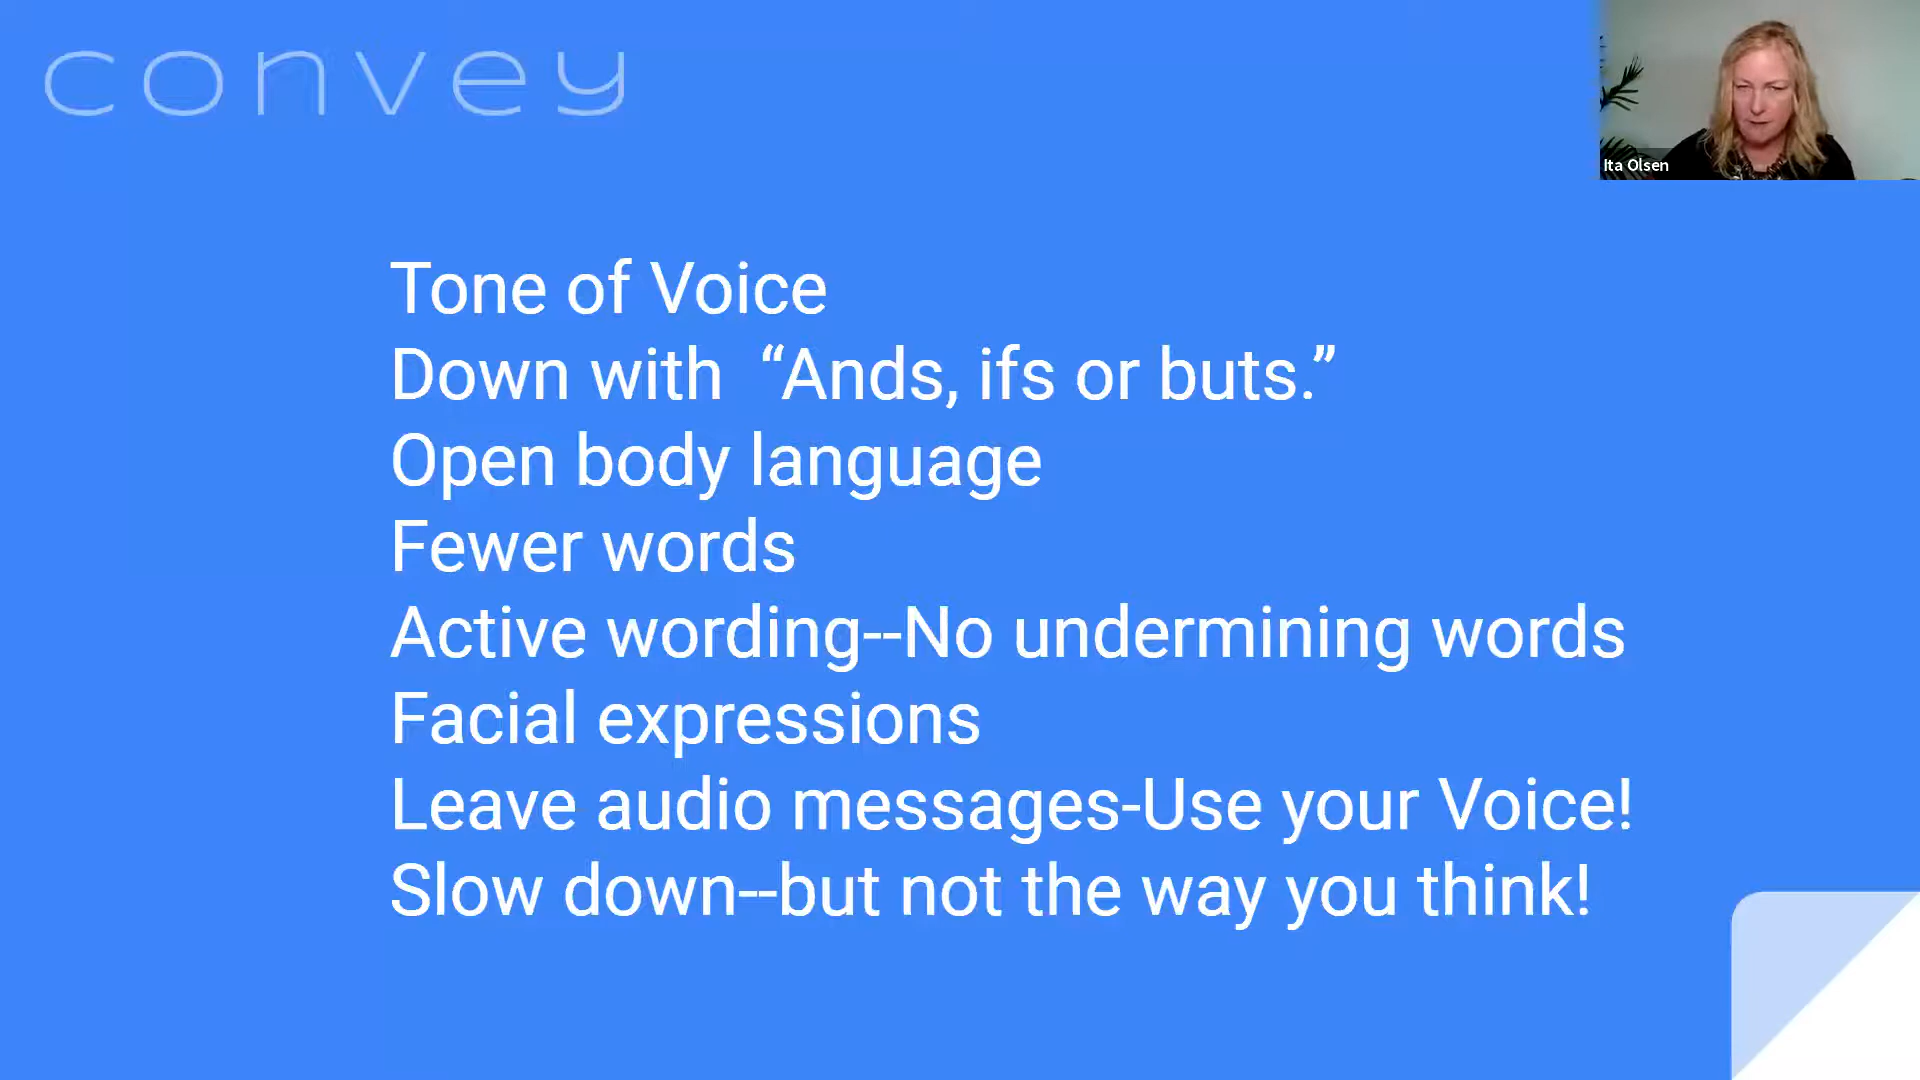 convey
Ita Olsen
Tone of Voice
Down with “Ands, ifs or buts.”
Open body language
Fewer words
Active wording--No undermining words
Facial expressions
Leave audio messages-Use your Voice!
Slow down--but not the way you think!